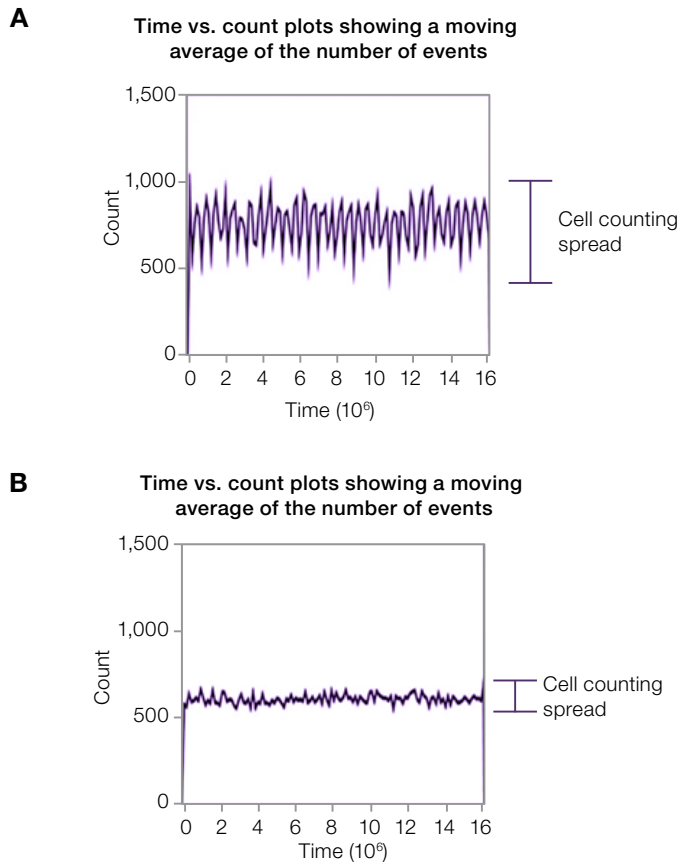 A
Time vs. count plots showing a moving
average of the number of events
1,500
1,000
500
0
Count
0 2 4 6 8 10 12 14 16
Time (10⁶)
Cell counting
spread
B
Time vs. count plots showing a moving
average of the number of events
1,500
1,000
500
0
Count
0 2 4 6 8 10 12 14 16
Time (10⁶)
Cell counting
spread